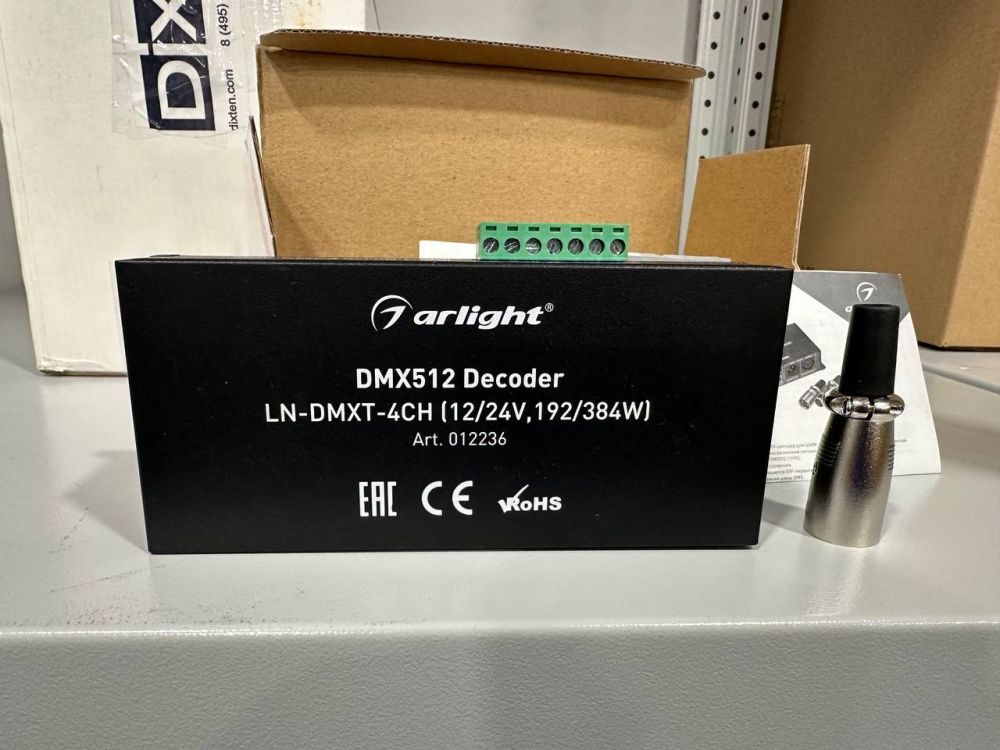 DIX
8 (495)
dixten.com
arlight®
DMX512 Decoder
LN-DMXT-4CH (12/24V,192/384W)
Art. 012236
EAC CE RoHS